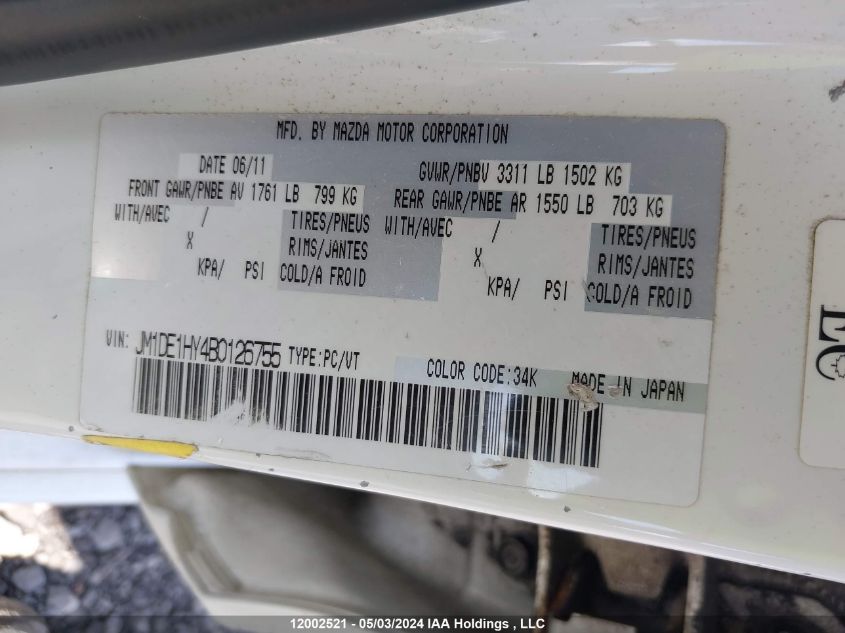 MFD. BY MAZDA MOTOR CORPORATION
DATE 06/11 GVWR/PNBV 3311 LB 1502 KG
FRONT GAWR/PNBE AV 1761 LB 799 KG REAR GAWR/PNBE AR 1550 LB 703 KG
WITH/AVEC / TIRES/PNEUS WITH/AVEC / TIRES/PNEUS
X RIMS/JANTES X RIMS/JANTES
KPA/ PSI COLD/A FROID KPA/ PSI COLD/A FROID
VIN: JM1DE1HY4B0126755 TYPE:PC/VT COLOR CODE:34K MADE IN JAPAN
12002521 - 05/03/2024 IAA Holdings , LLC